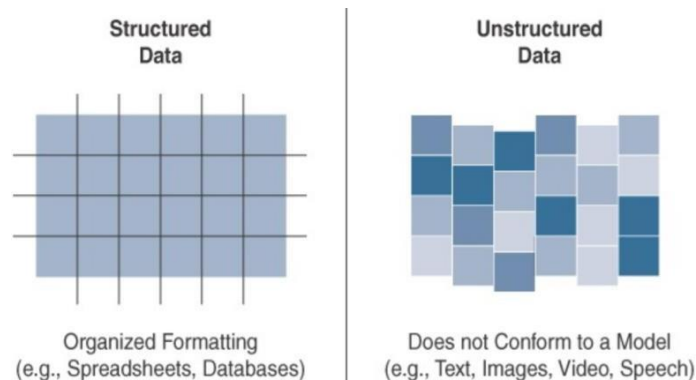 Structured
Data
Organized Formatting
(e.g., Spreadsheets, Databases)
Unstructured
Data
Does not Conform to a Model
(e.g., Text, Images, Video, Speech)